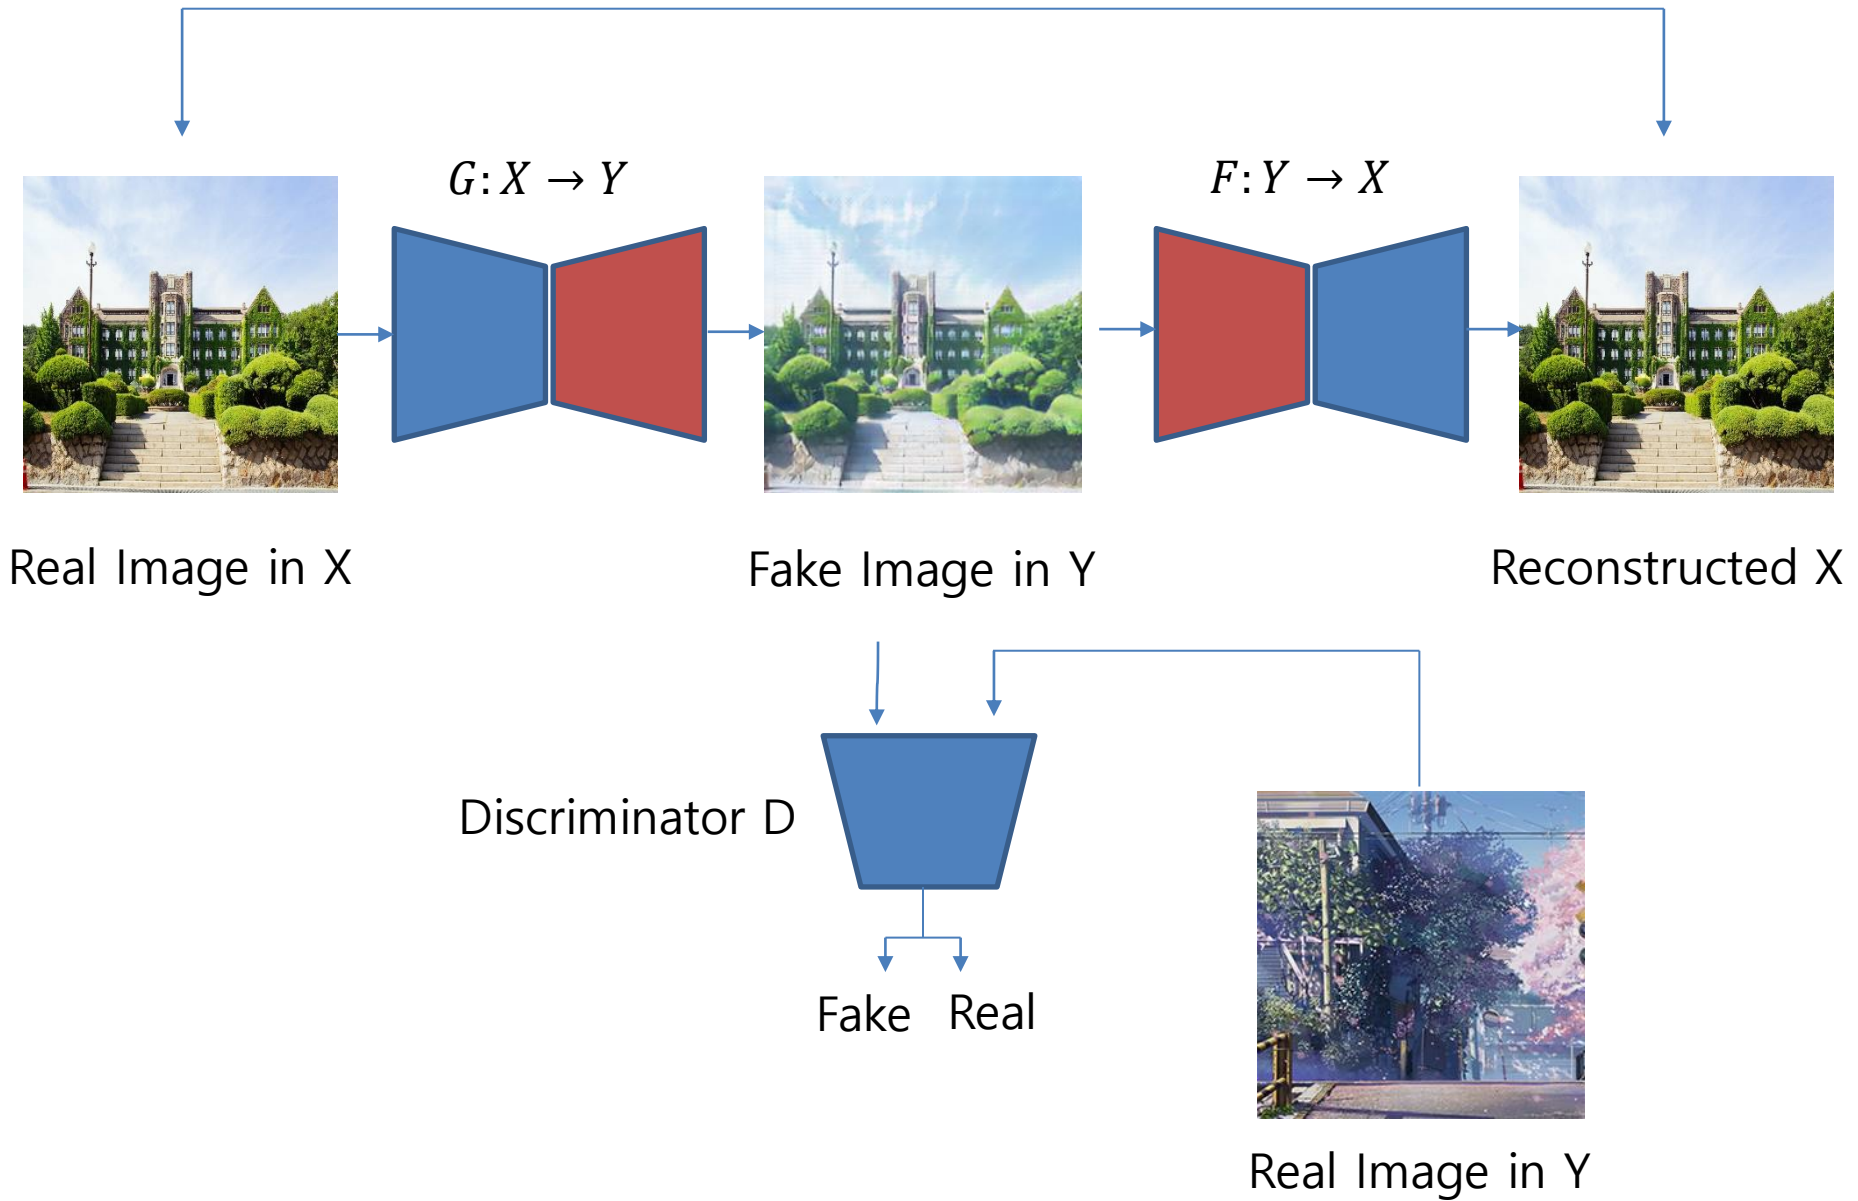 G: X → Y
F: Y → X
Real Image in X
Fake Image in Y
Reconstructed X
Discriminator D
Fake
Real
Real Image in Y